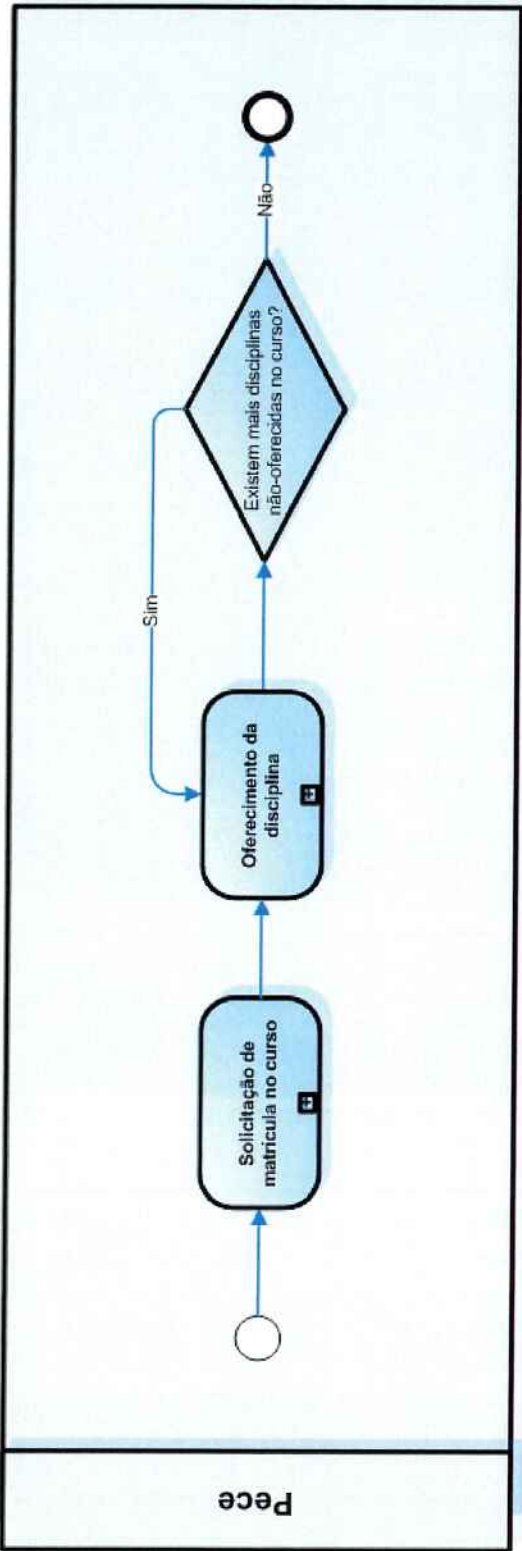 Pece
Solicitação de
matrícula no curso
Oferecimento da
disciplina
Existem mais disciplinas
não-oferecidas no curso?
Sim
Não